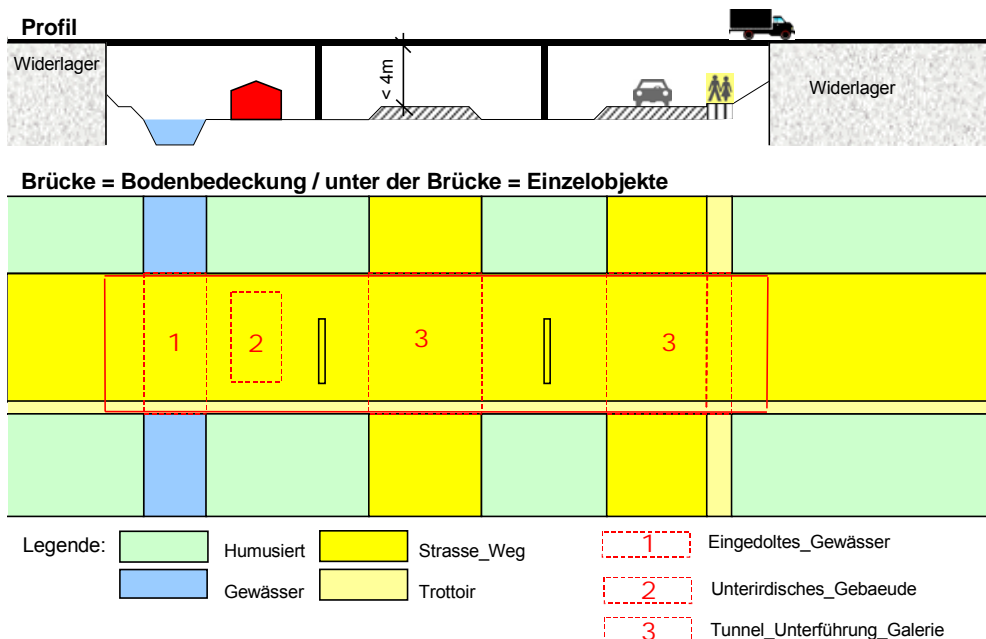 Profil
Widerlager
< 4m
Widerlager
Brücke = Bodenbedeckung / unter der Brücke = Einzelobjekte
1
2
3
3
Legende:
Humusiert
Strasse_Weg
1
Eingedoltes_Gewässer
Gewässer
Trottoir
2
Unterirdisches_Gebaeude
3
Tunnel_Unterführung_Galerie